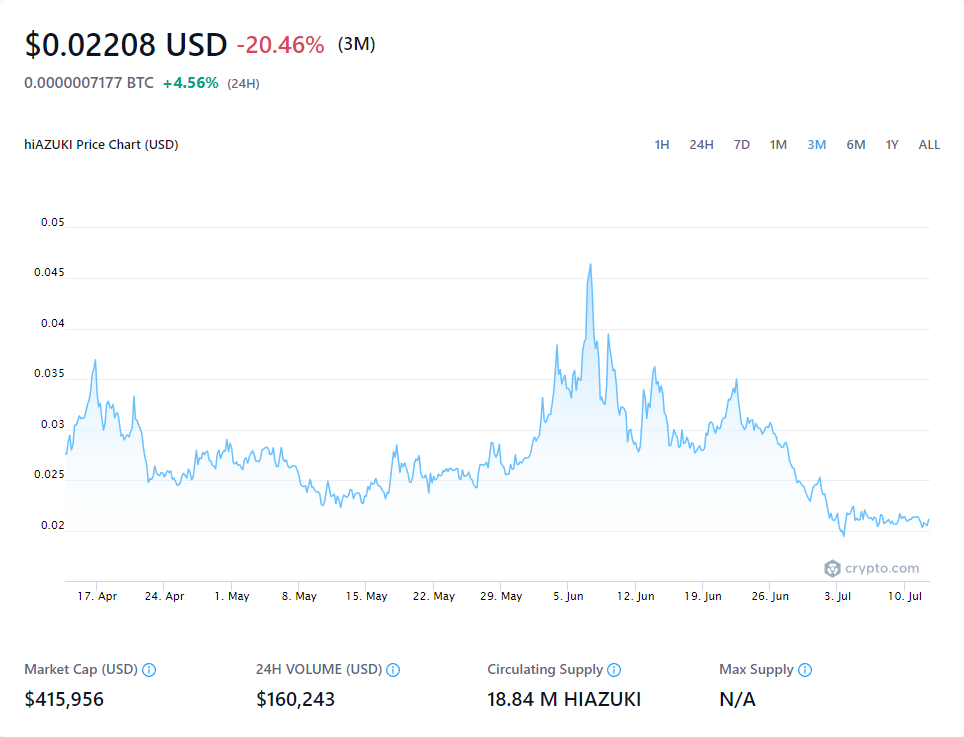 $0.02208 USD -20.46% (3M)
0.0000007177 BTC +4.56% (24H)
hiAZUKI Price Chart (USD) 1H 24H 7D 1M 3M 6M 1Y ALL
0.05
0.045
0.04
0.035
0.03
0.025
0.02
crypto.com
17. Apr 24. Apr 1. May 8. May 15. May 22. May 29. May 5. Jun 12. Jun 19. Jun 26. Jun 3. Jul 10. Jul
Market Cap (USD) 24H VOLUME (USD) Circulating Supply Max Supply
$415,956 $160,243 18.84 M HIAZUKI N/A